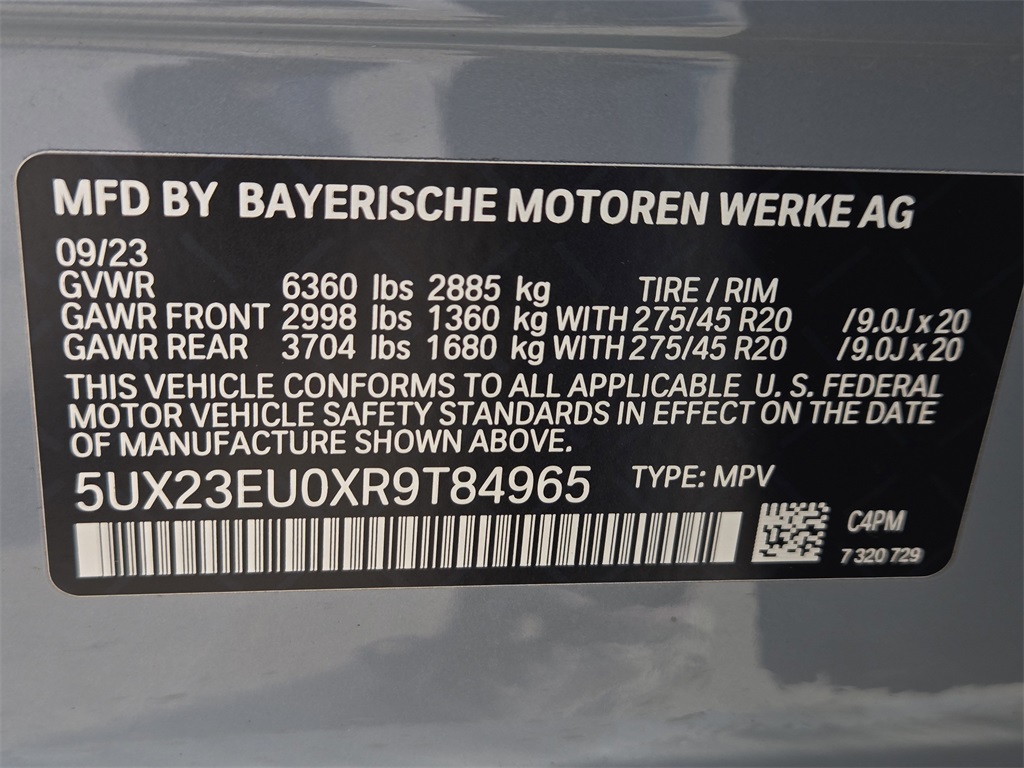 MFD BY BAYERISCHE MOTOREN WERKE AG
09/23
GVWR 6360 lbs 2885 kg TIRE / RIM
GAWR FRONT 2998 lbs 1360 kg WITH 275/45 R20 /9.0J x 20
GAWR REAR 3704 lbs 1680 kg WITH 275/45 R20 /9.0J x 20
THIS VEHICLE CONFORMS TO ALL APPLICABLE U. S. FEDERAL
MOTOR VEHICLE SAFETY STANDARDS IN EFFECT ON THE DATE
OF MANUFACTURE SHOWN ABOVE.
5UX23EU0XR9T84965 TYPE: MPV
C4PM
7 320 729